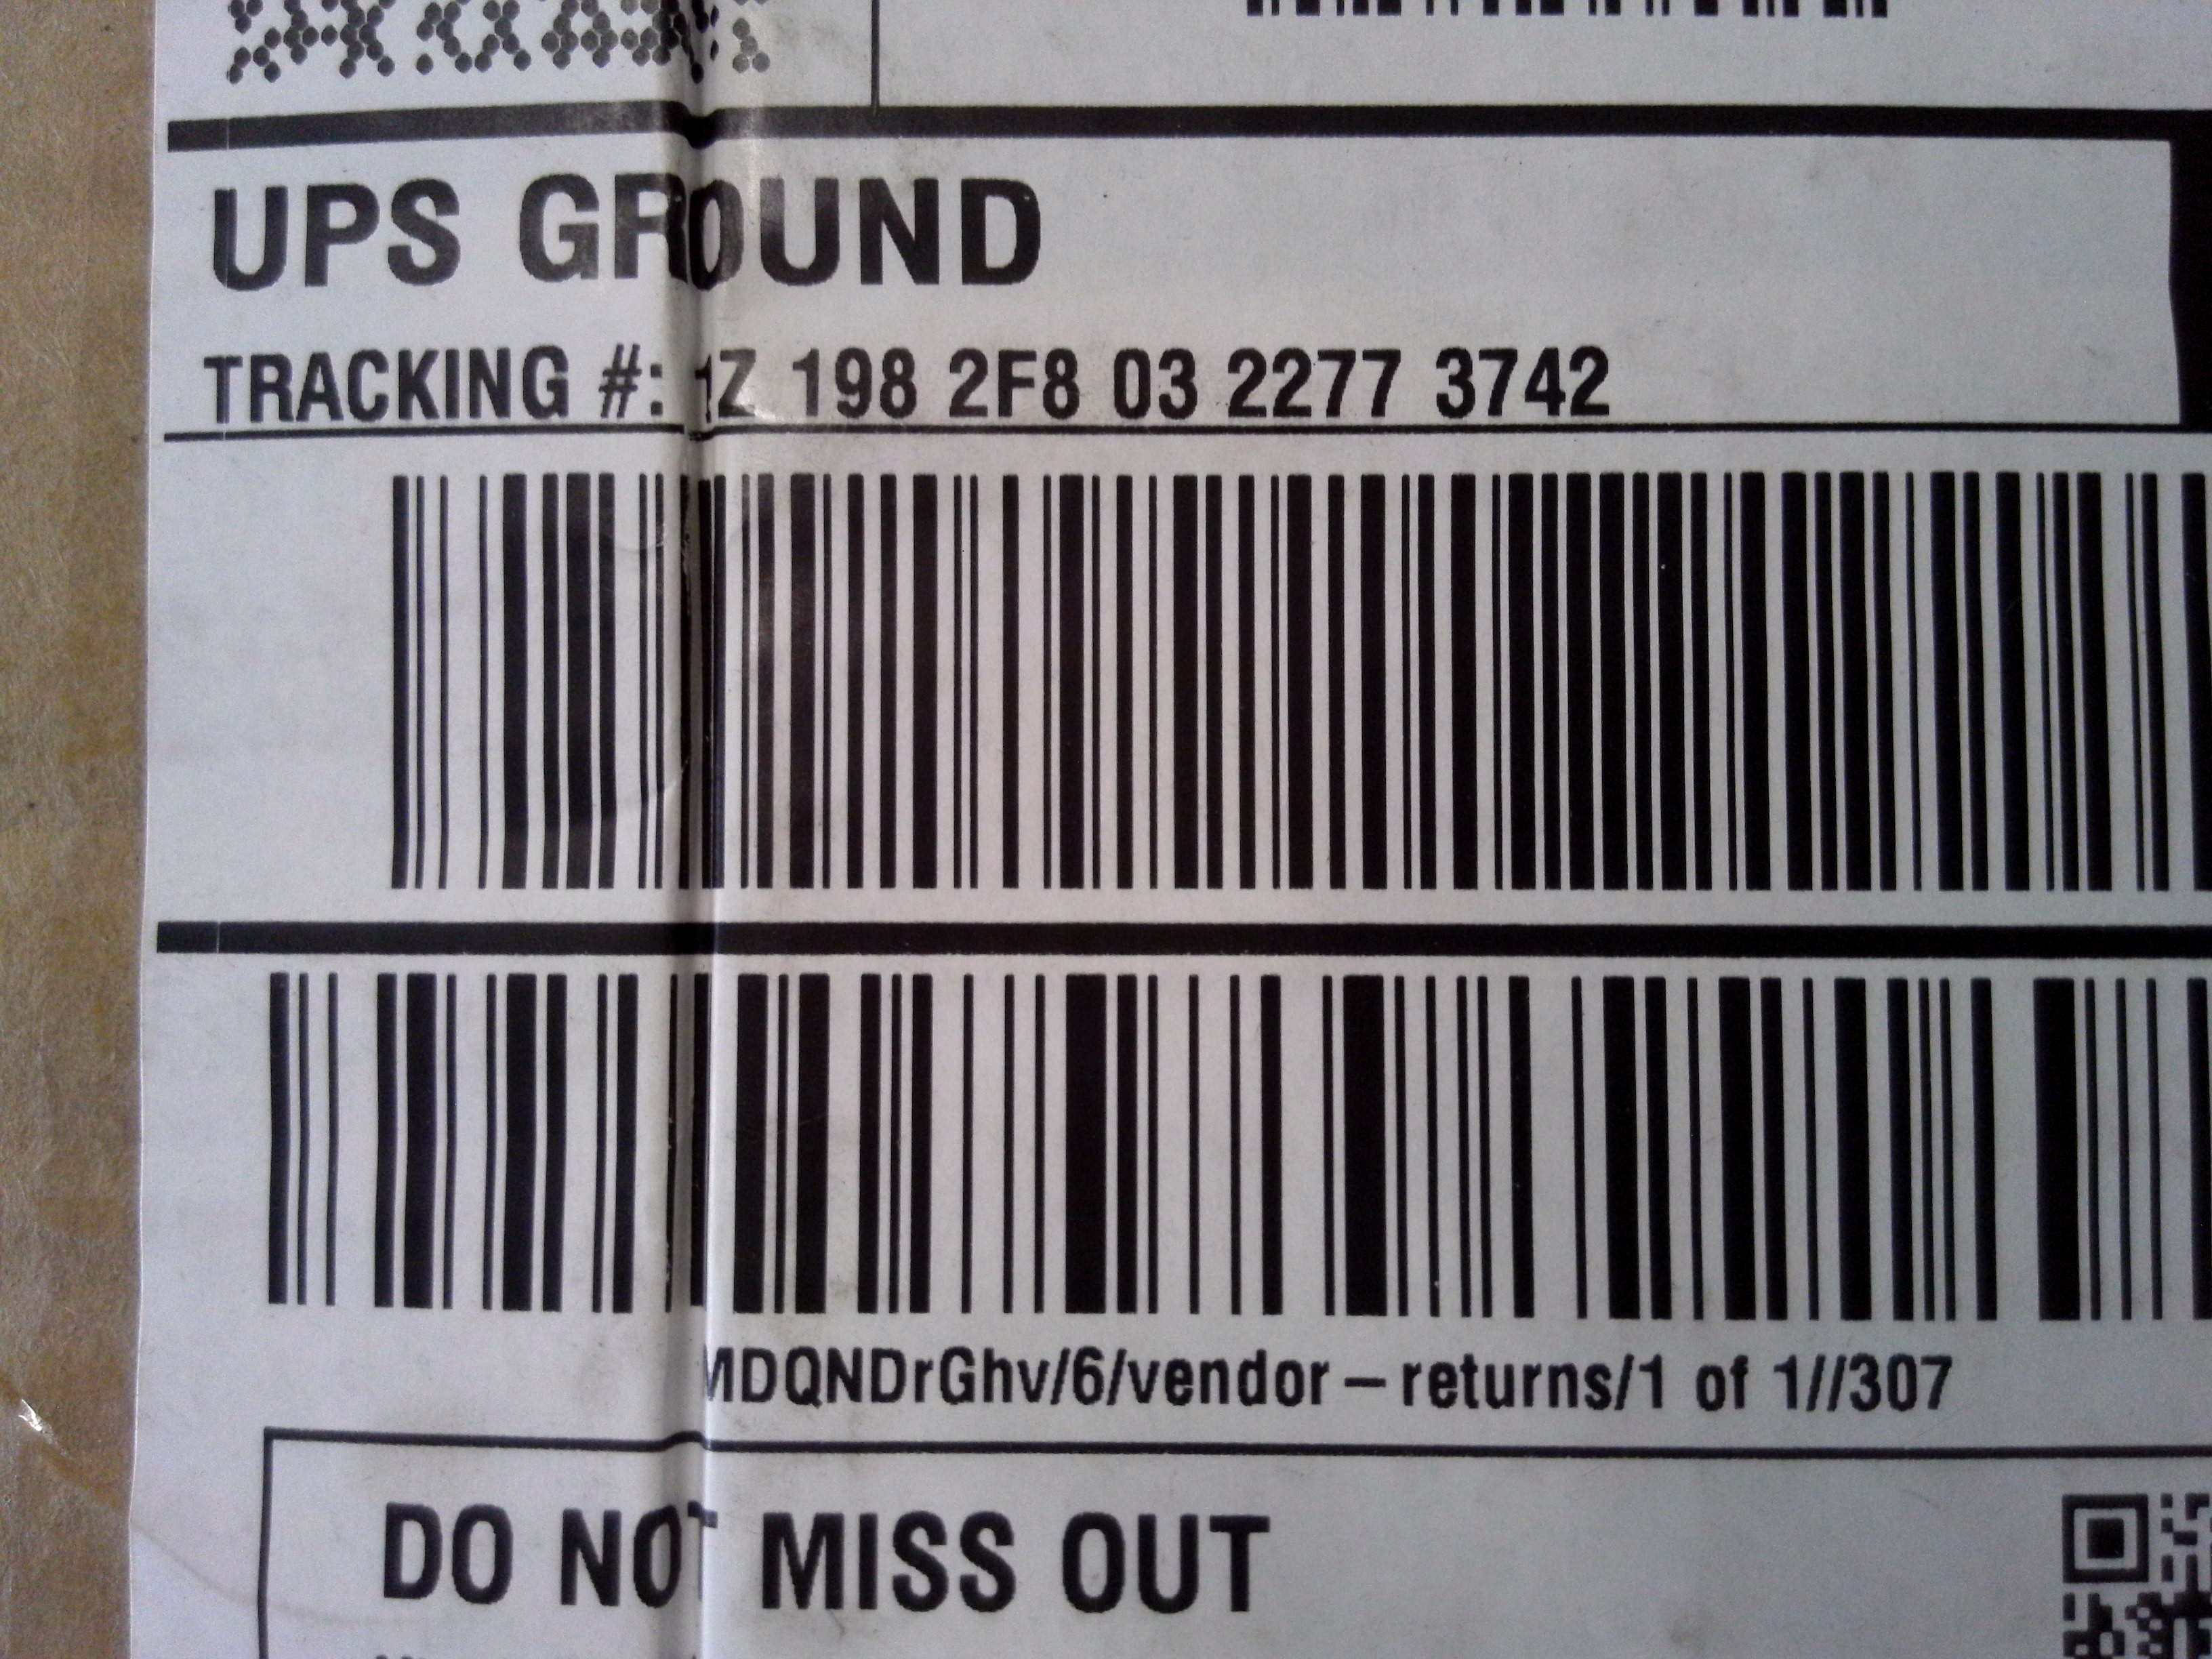 UPS GROUND
TRACKING #: 1Z 198 2F8 03 2277 3742
MDQNDrGhv/6/vendor-returns/1 of 1//307
DO NOT MISS OUT